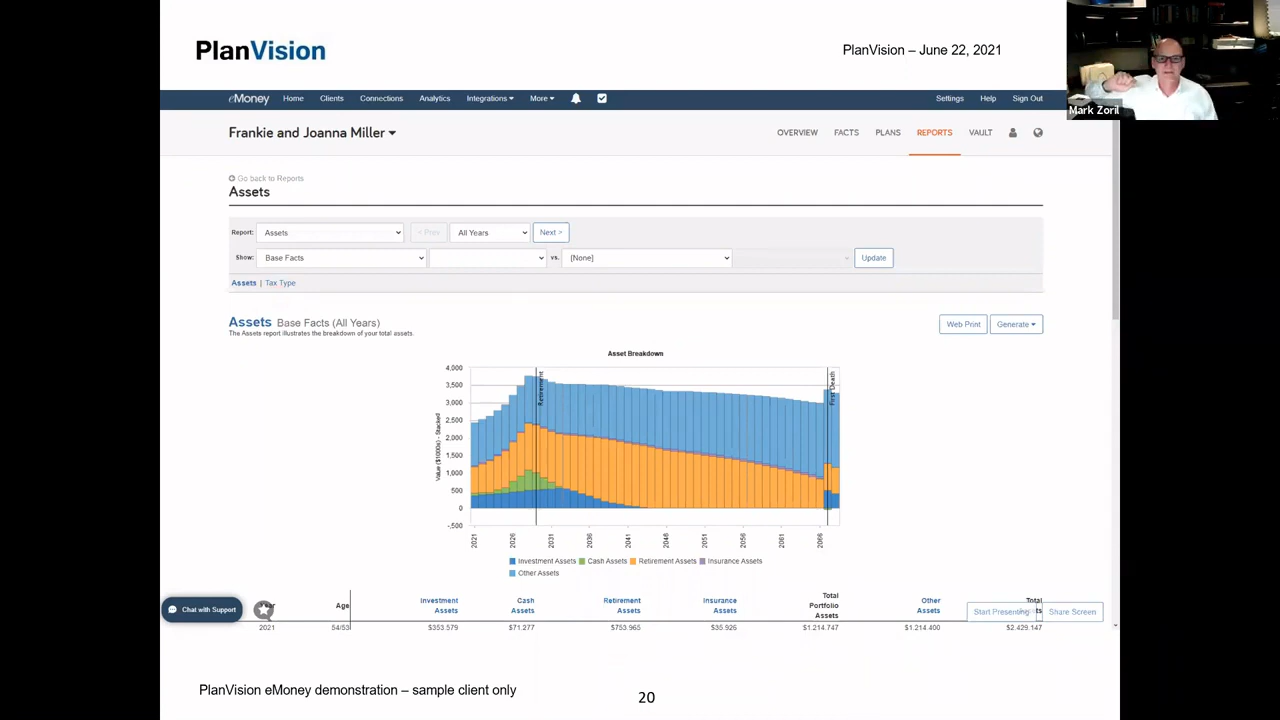 PlanVision
PlanVision – June 22, 2021
Mark Zoril
eMoney Home Clients Connections Analytics Integrations More Settings Help Sign Out
Frankie and Joanna Miller
OVERVIEW FACTS PLANS REPORTS VAULT
Go back to Reports
Assets
Report: Assets < Prev All Years Next >
Show: Base Facts vs. [None] Update
Assets | Tax Type
Assets Base Facts (All Years)
The Assets report illustrates the breakdown of your total assets.
Web Print Generate
Asset Breakdown
Value ($1000s) - Stacked
4,000
3,500
3,000
2,500
2,000
1,500
1,000
500
0
-,500
Retirement
First Death
2021 2026 2031 2036 2041 2046 2051 2056 2061 2066
Investment Assets Cash Assets Retirement Assets Insurance Assets
Other Assets
Chat with Support
Age
Investment Assets
Cash Assets
Retirement Assets
Insurance Assets
Total Portfolio Assets
Other Assets
Total
Start Presenting Share Screen
2021 54/53 $353,579 $71,277 $753,965 $35,926 $1,214,747 $1,214,400 $2,429,147
PlanVision eMoney demonstration – sample client only
20